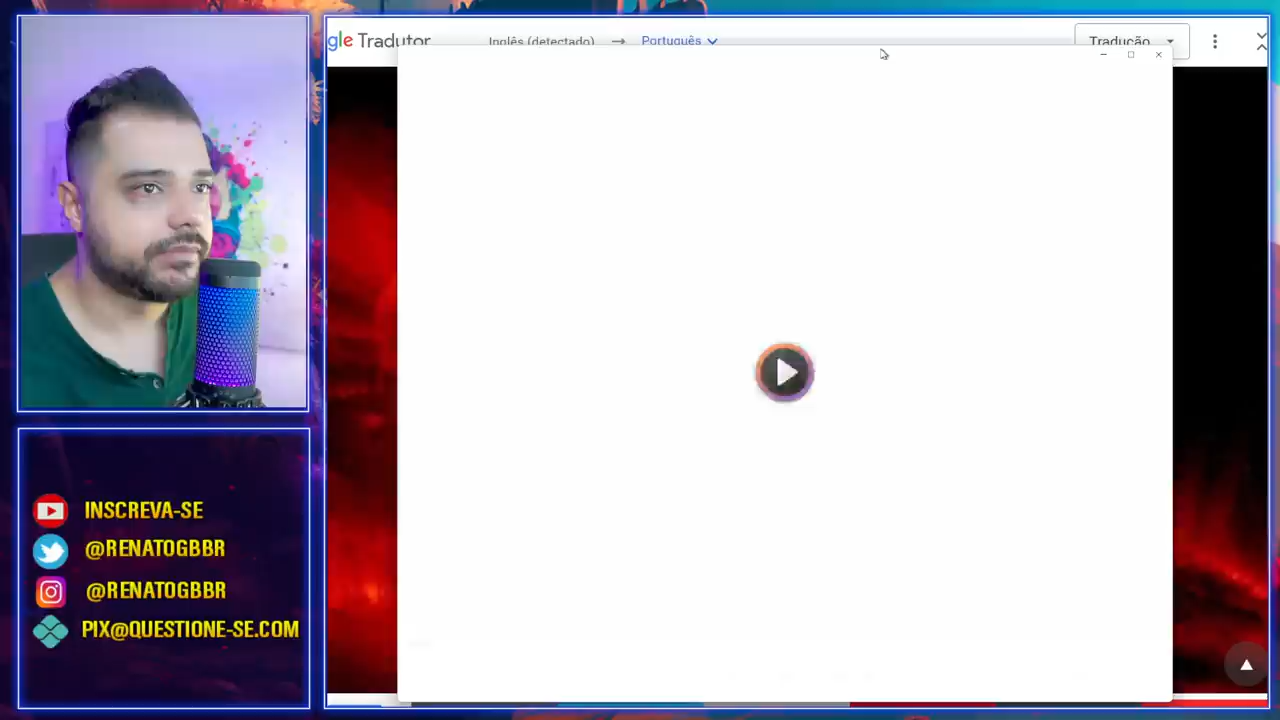 gle Tradutor
Inglês (detectado) → Português
Tradução
INSCREVA-SE
@RENATOGBBR
@RENATOGBBR
PIX@QUESTIONE-SE.COM